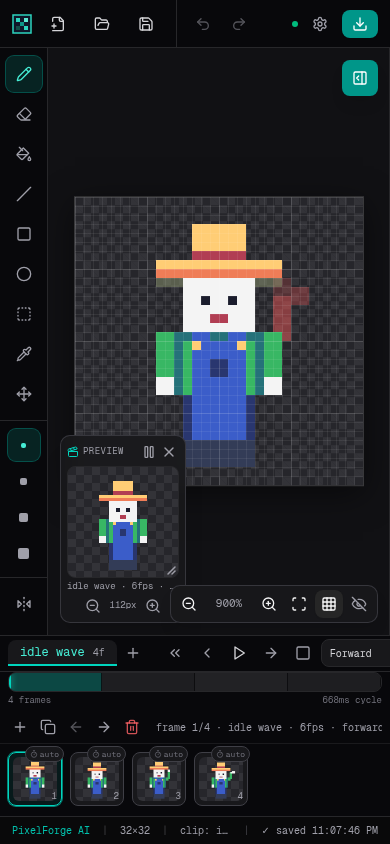 PREVIEW
idle wave · 6fps ·
112px
900%
idle wave 4f
Forward
4 frames
668ms cycle
frame 1/4 · idle wave · 6fps · forward
auto
auto
auto
auto
1
2
3
4
PixelForge AI | 32×32 | clip: i… | ✓ saved 11:07:46 PM